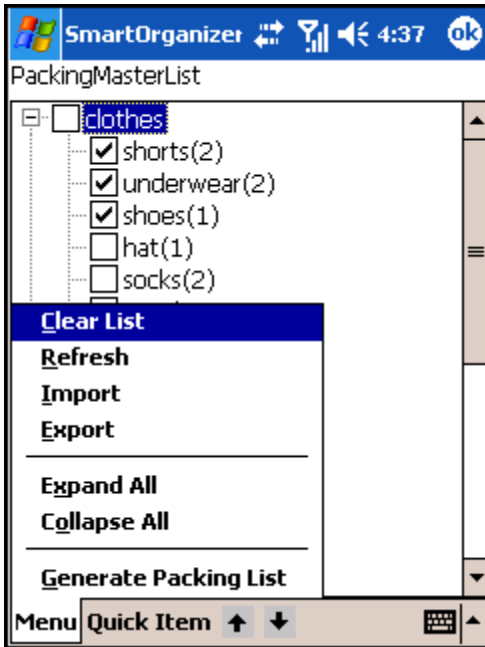 SmartOrganizer 4:37 ok
PackingMasterList
clothes
shorts(2)
underwear(2)
shoes(1)
hat(1)
socks(2)
Clear List
Refresh
Import
Export
Expand All
Collapse All
Generate Packing List
Menu Quick Item